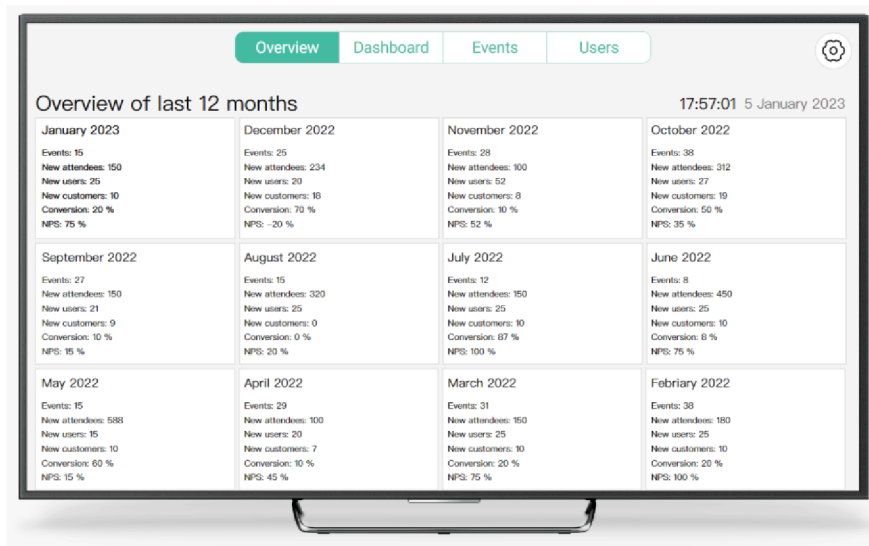 Overview Dashboard Events Users
Overview of last 12 months 17:57:01 5 January 2023
January 2023
Events: 15
New attendees: 150
New users: 25
New customers: 10
Conversion: 20 %
NPS: 75 %
December 2022
Events: 25
New attendees: 234
New users: 20
New customers: 18
Conversion: 70 %
NPS: -20 %
November 2022
Events: 28
New attendees: 100
New users: 52
New customers: 8
Conversion: 10 %
NPS: 52 %
October 2022
Events: 38
New attendees: 312
New users: 27
New customers: 19
Conversion: 50 %
NPS: 35 %
September 2022
Events: 27
New attendees: 150
New users: 21
New customers: 9
Conversion: 10 %
NPS: 15 %
August 2022
Events: 15
New attendees: 320
New users: 25
New customers: 0
Conversion: 0 %
NPS: 20 %
July 2022
Events: 12
New attendees: 150
New users: 25
New customers: 10
Conversion: 87 %
NPS: 100 %
June 2022
Events: 8
New attendees: 450
New users: 25
New customers: 10
Conversion: 8 %
NPS: 75 %
May 2022
Events: 15
New attendees: 588
New users: 15
New customers: 10
Conversion: 60 %
NPS: 15 %
April 2022
Events: 29
New attendees: 100
New users: 20
New customers: 7
Conversion: 10 %
NPS: 45 %
March 2022
Events: 31
New attendees: 150
New users: 25
New customers: 10
Conversion: 20 %
NPS: 75 %
Febriary 2022
Events: 38
New attendees: 180
New users: 25
New customers: 10
Conversion: 20 %
NPS: 100 %